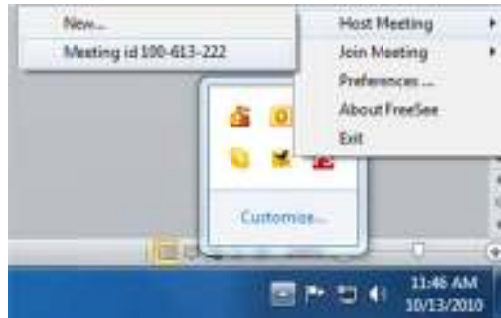 New...
Meeting id 100-613-222
Host Meeting
Join Meeting
Preferences ...
About FreeSee
Exit
Customize...
11:46 AM
10/13/2010